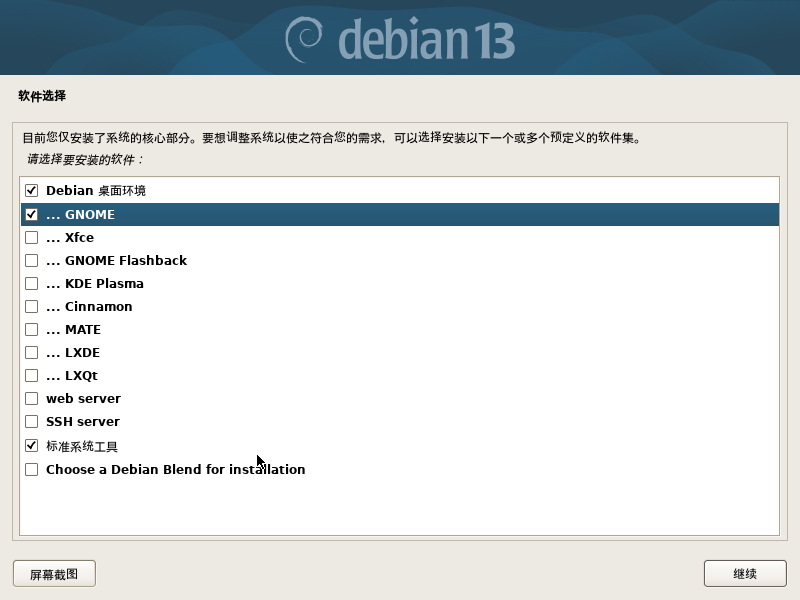 debian 13
软件选择
目前您仅安装了系统的核心部分。要想调整系统以使之符合您的需求，可以选择安装以下一个或多个预定义的软件集。
请选择要安装的软件：
Debian 桌面环境
... GNOME
... Xfce
... GNOME Flashback
... KDE Plasma
... Cinnamon
... MATE
... LXDE
... LXQt
web server
SSH server
标准系统工具
Choose a Debian Blend for installation
屏幕截图
继续